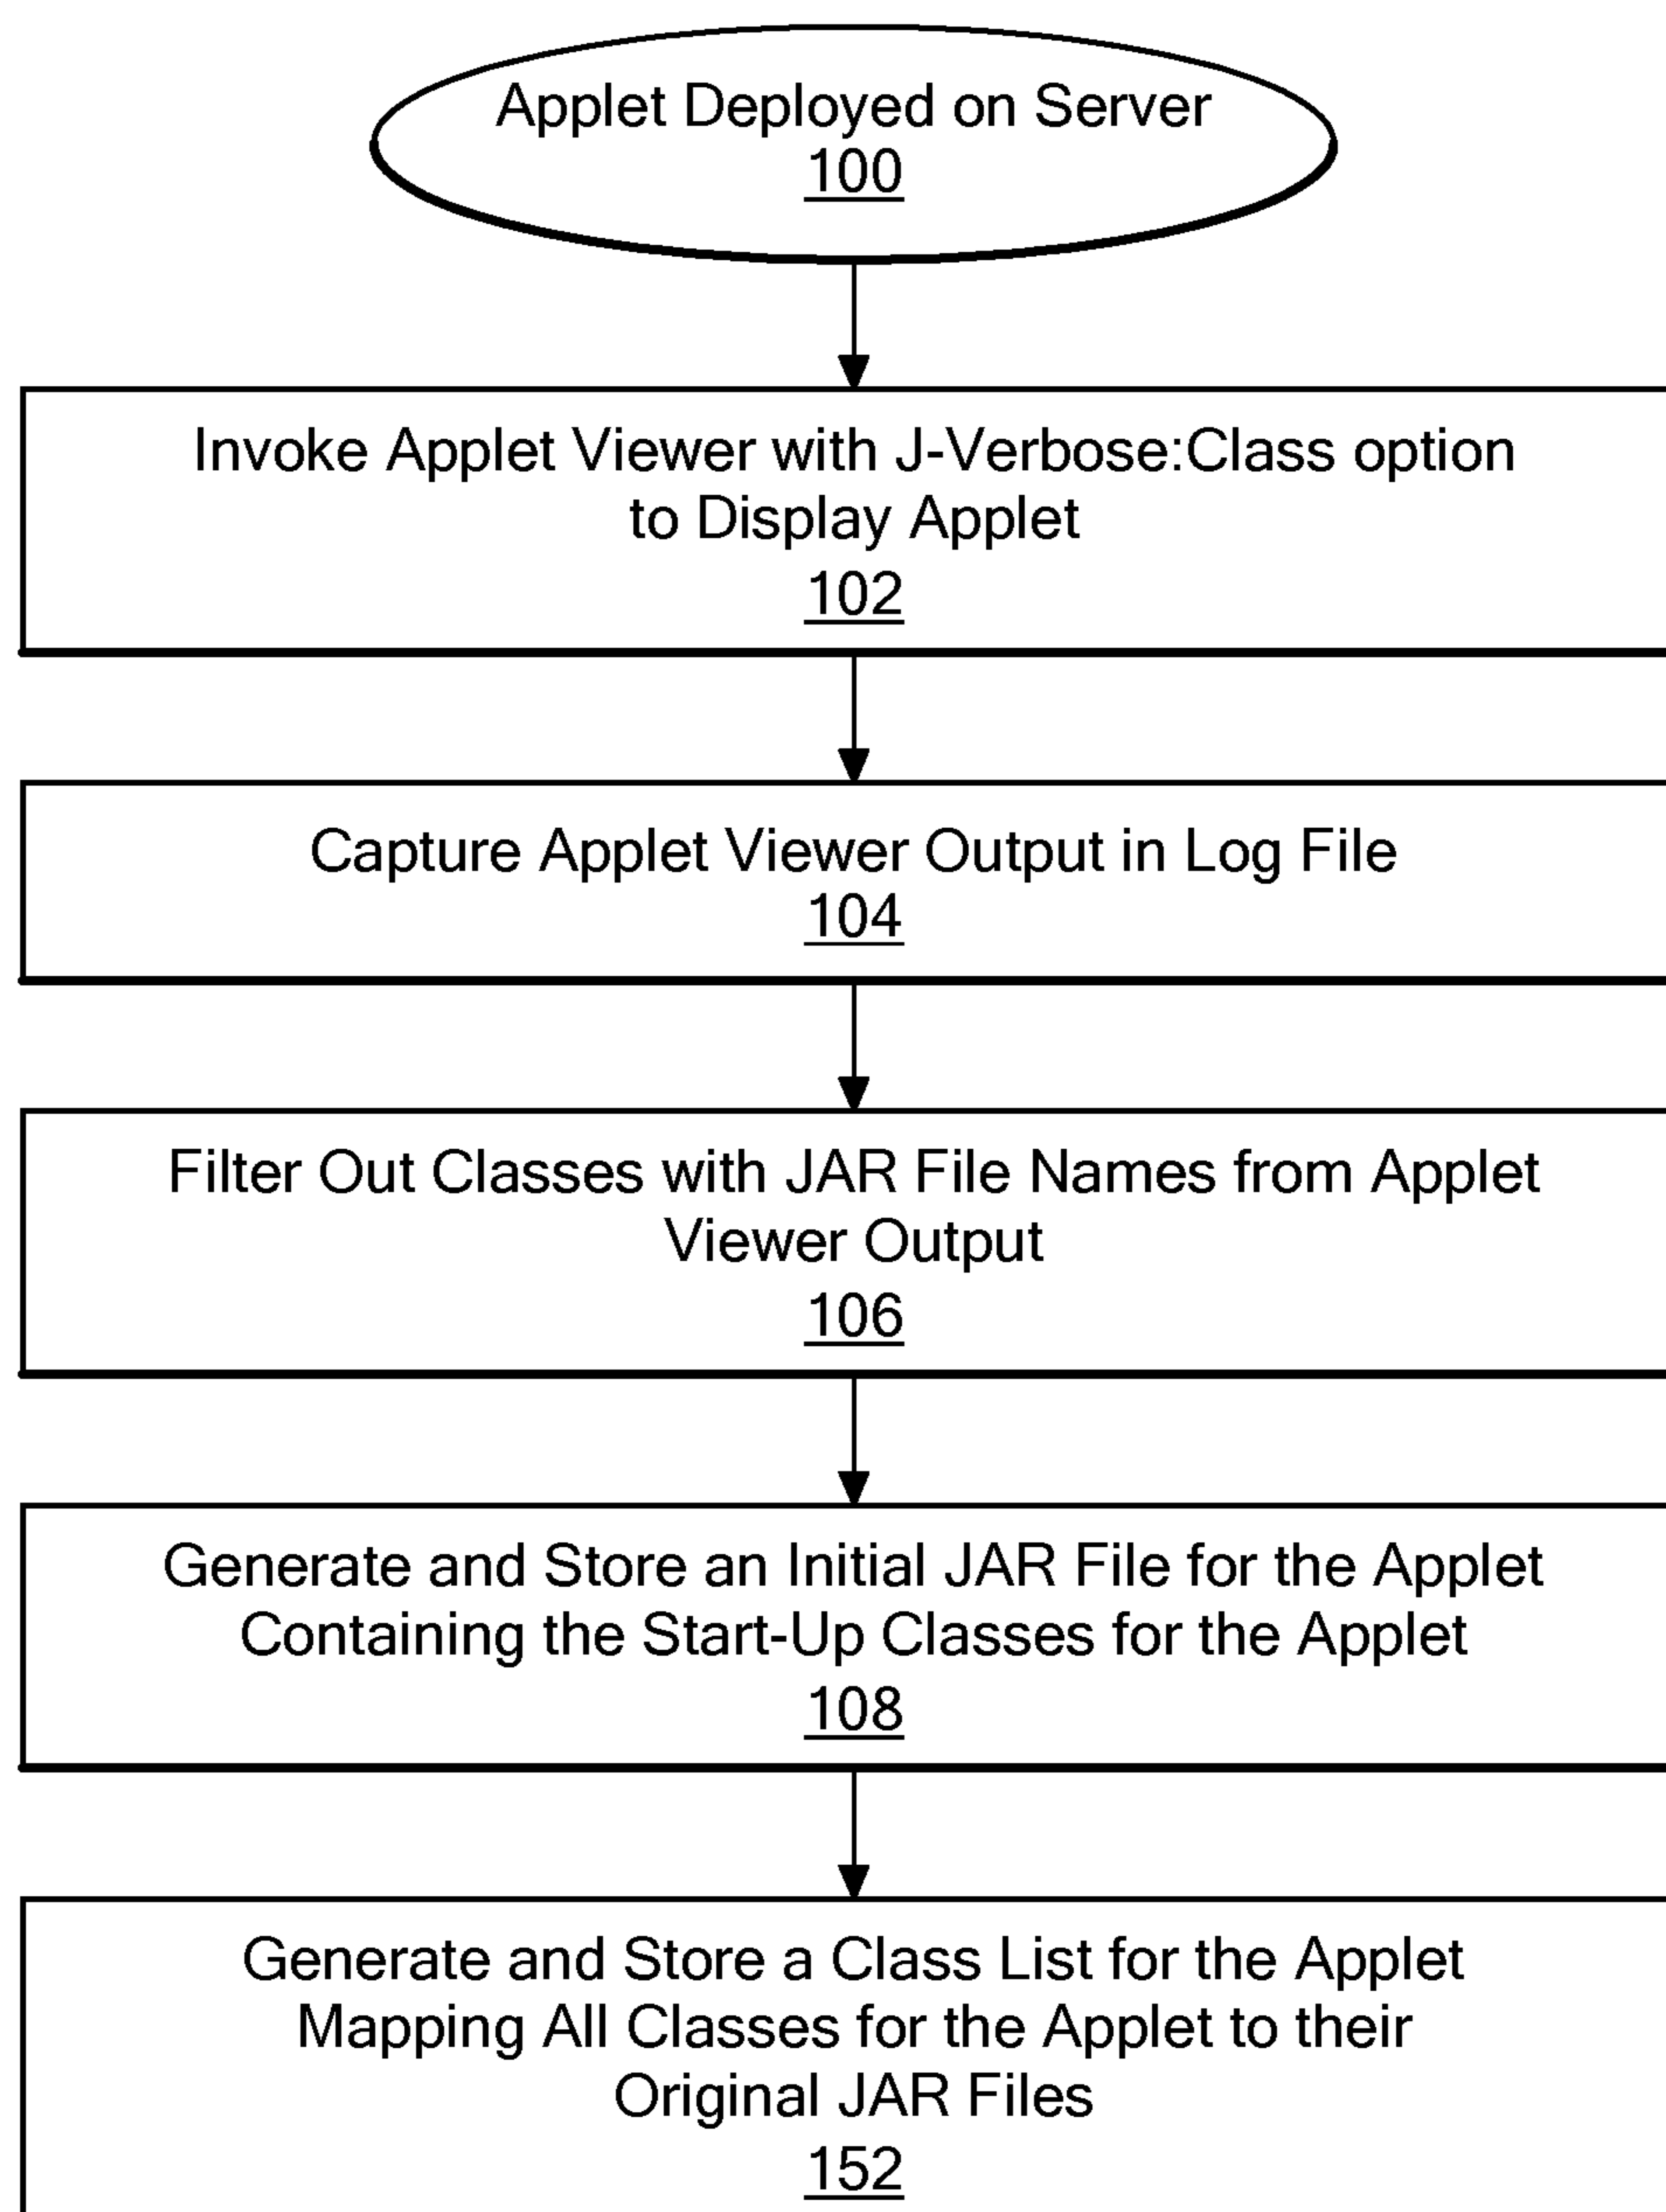 Applet Deployed on Server
100
Invoke Applet Viewer with J-Verbose:Class option
to Display Applet
102
Capture Applet Viewer Output in Log File
104
Filter Out Classes with JAR File Names from Applet
Viewer Output
106
Generate and Store an Initial JAR File for the Applet
Containing the Start-Up Classes for the Applet
108
Generate and Store a Class List for the Applet
Mapping All Classes for the Applet to their
Original JAR Files
152